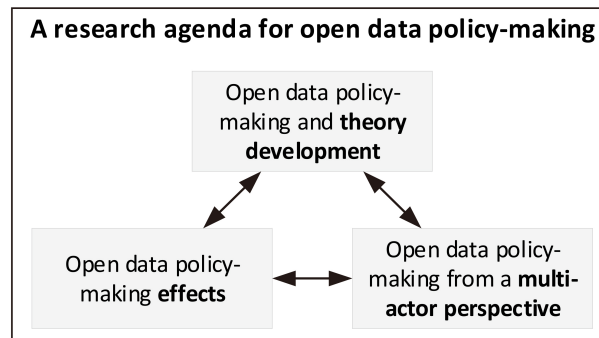 A research agenda for open data policy-making
Open data policy-
making and theory
development
Open data policy-
making effects
Open data policy-
making from a multi-
actor perspective